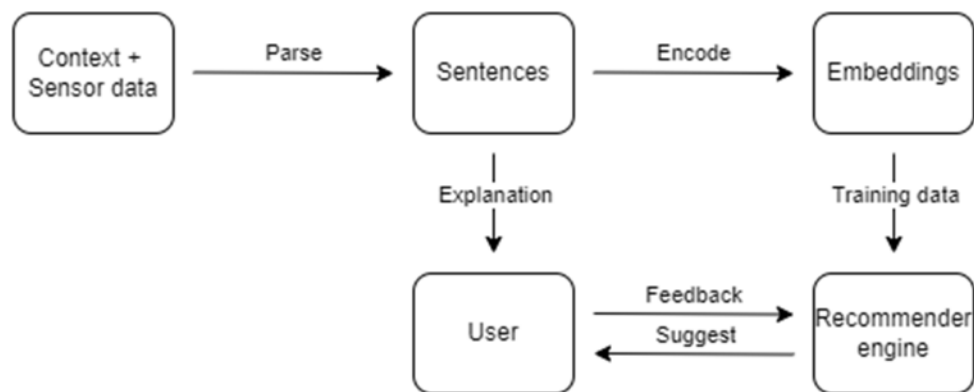 Context +
Sensor data
Parse
Sentences
Encode
Embeddings
Explanation
Training data
User
Feedback
Suggest
Recommender
engine